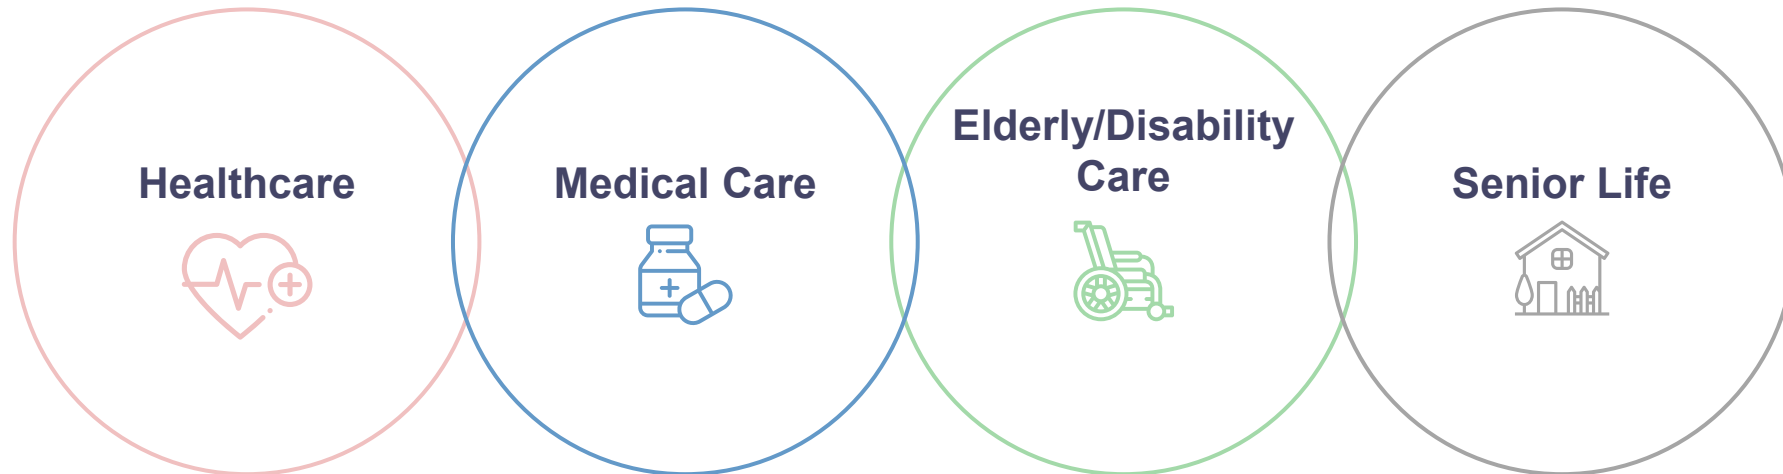 Healthcare
Medical Care
Elderly/Disability
Care
Senior Life